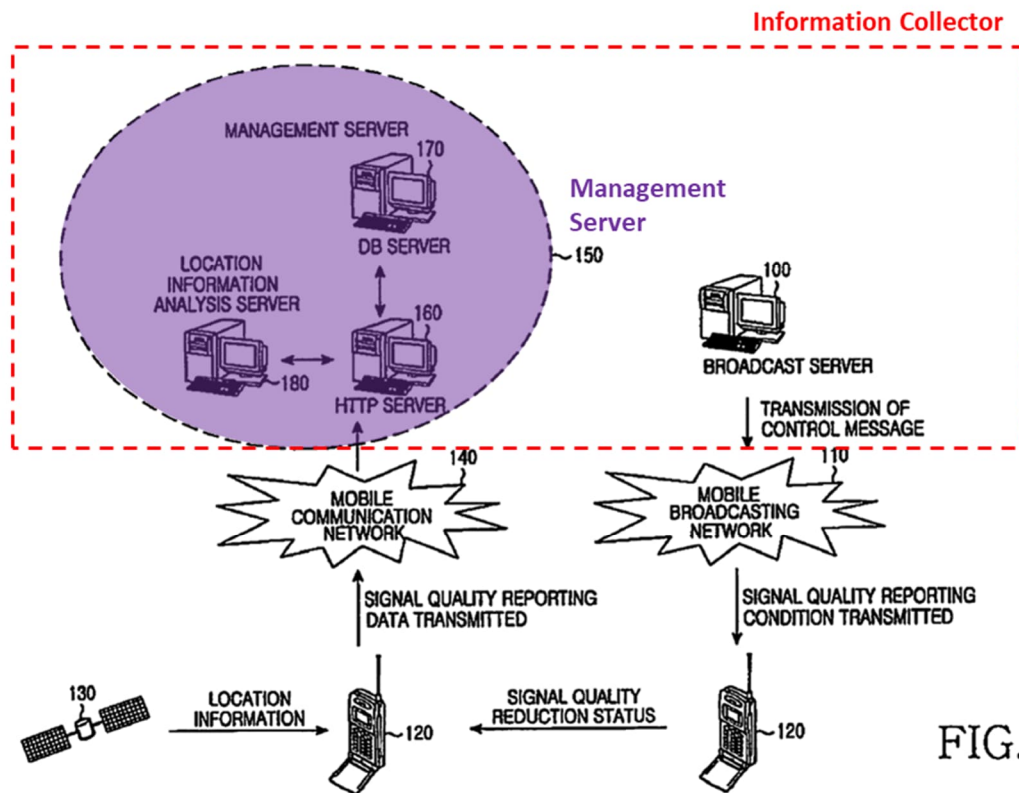 Information Collector
MANAGEMENT SERVER
170
DB SERVER
Management
Server
150
LOCATION
INFORMATION
ANALYSIS SERVER
180
160
HTTP SERVER
100
BROADCAST SERVER
TRANSMISSION OF
CONTROL MESSAGE
140
MOBILE
COMMUNICATION
NETWORK
110
MOBILE
BROADCASTING
NETWORK
SIGNAL QUALITY REPORTING
DATA TRANSMITTED
SIGNAL QUALITY REPORTING
CONDITION TRANSMITTED
130
LOCATION
INFORMATION
120
SIGNAL QUALITY
REDUCTION STATUS
120
FIG.